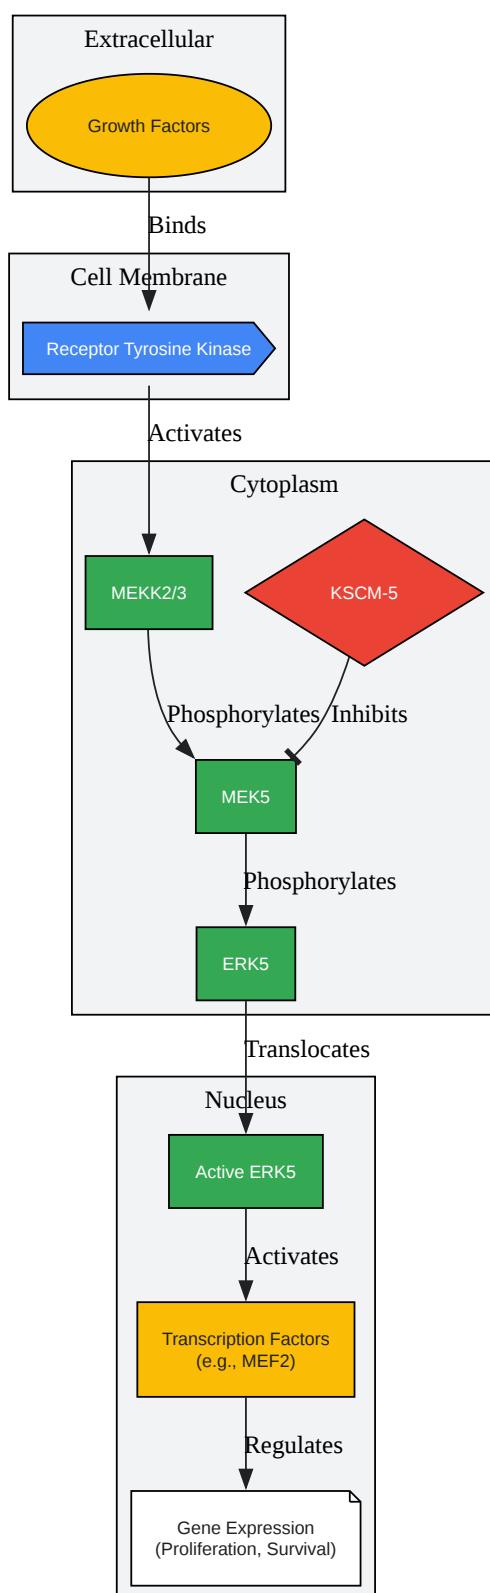 Extracellular
Growth Factors
Binds
Cell Membrane
Receptor Tyrosine Kinase
Activates
Cytoplasm
MEKK2/3
KSCM-5
Phosphorylates
Inhibits
MEK5
Phosphorylates
ERK5
Translocates
Nucleus
Active ERK5
Activates
Transcription Factors
(e.g., MEF2)
Regulates
Gene Expression
(Proliferation, Survival)